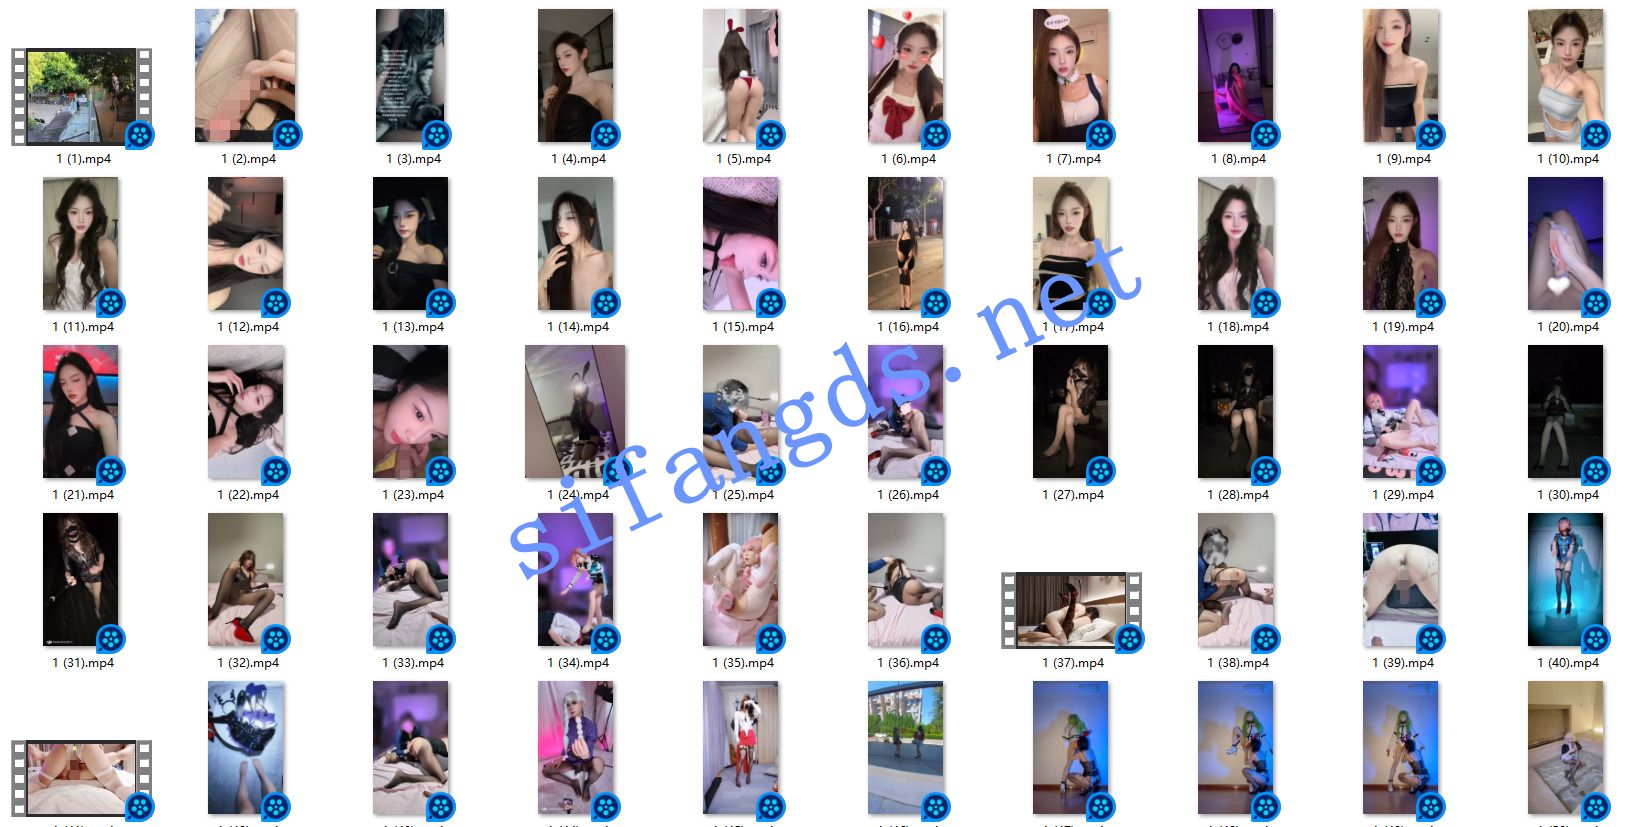 1 (1).mp4
1 (2).mp4
1 (3).mp4
1 (4).mp4
1 (5).mp4
1 (6).mp4
1 (7).mp4
1 (8).mp4
1 (9).mp4
1 (10).mp4
1 (11).mp4
1 (12).mp4
1 (13).mp4
1 (14).mp4
1 (15).mp4
1 (16).mp4
1 (17).mp4
1 (18).mp4
1 (19).mp4
1 (20).mp4
1 (21).mp4
1 (22).mp4
1 (23).mp4
1 (24).mp4
1 (25).mp4
1 (26).mp4
1 (27).mp4
1 (28).mp4
1 (29).mp4
1 (30).mp4
sifangds.net
1 (31).mp4
1 (32).mp4
1 (33).mp4
1 (34).mp4
1 (35).mp4
1 (36).mp4
1 (37).mp4
1 (38).mp4
1 (39).mp4
1 (40).mp4